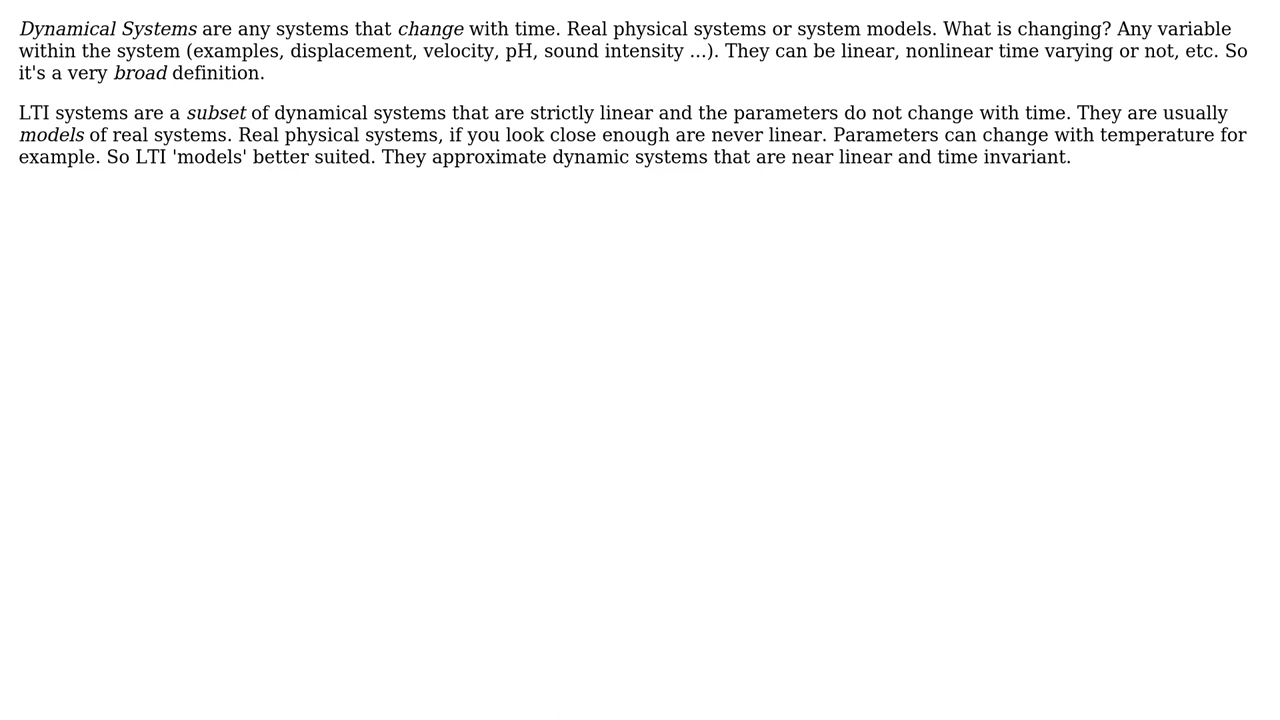 Dynamical Systems are any systems that change with time. Real physical systems or system models. What is changing? Any variable
within the system (examples, displacement, velocity, pH, sound intensity ...). They can be linear, nonlinear time varying or not, etc. So
it's a very broad definition.
LTI systems are a subset of dynamical systems that are strictly linear and the parameters do not change with time. They are usually
models of real systems. Real physical systems, if you look close enough are never linear. Parameters can change with temperature for
example. So LTI 'models' better suited. They approximate dynamic systems that are near linear and time invariant.